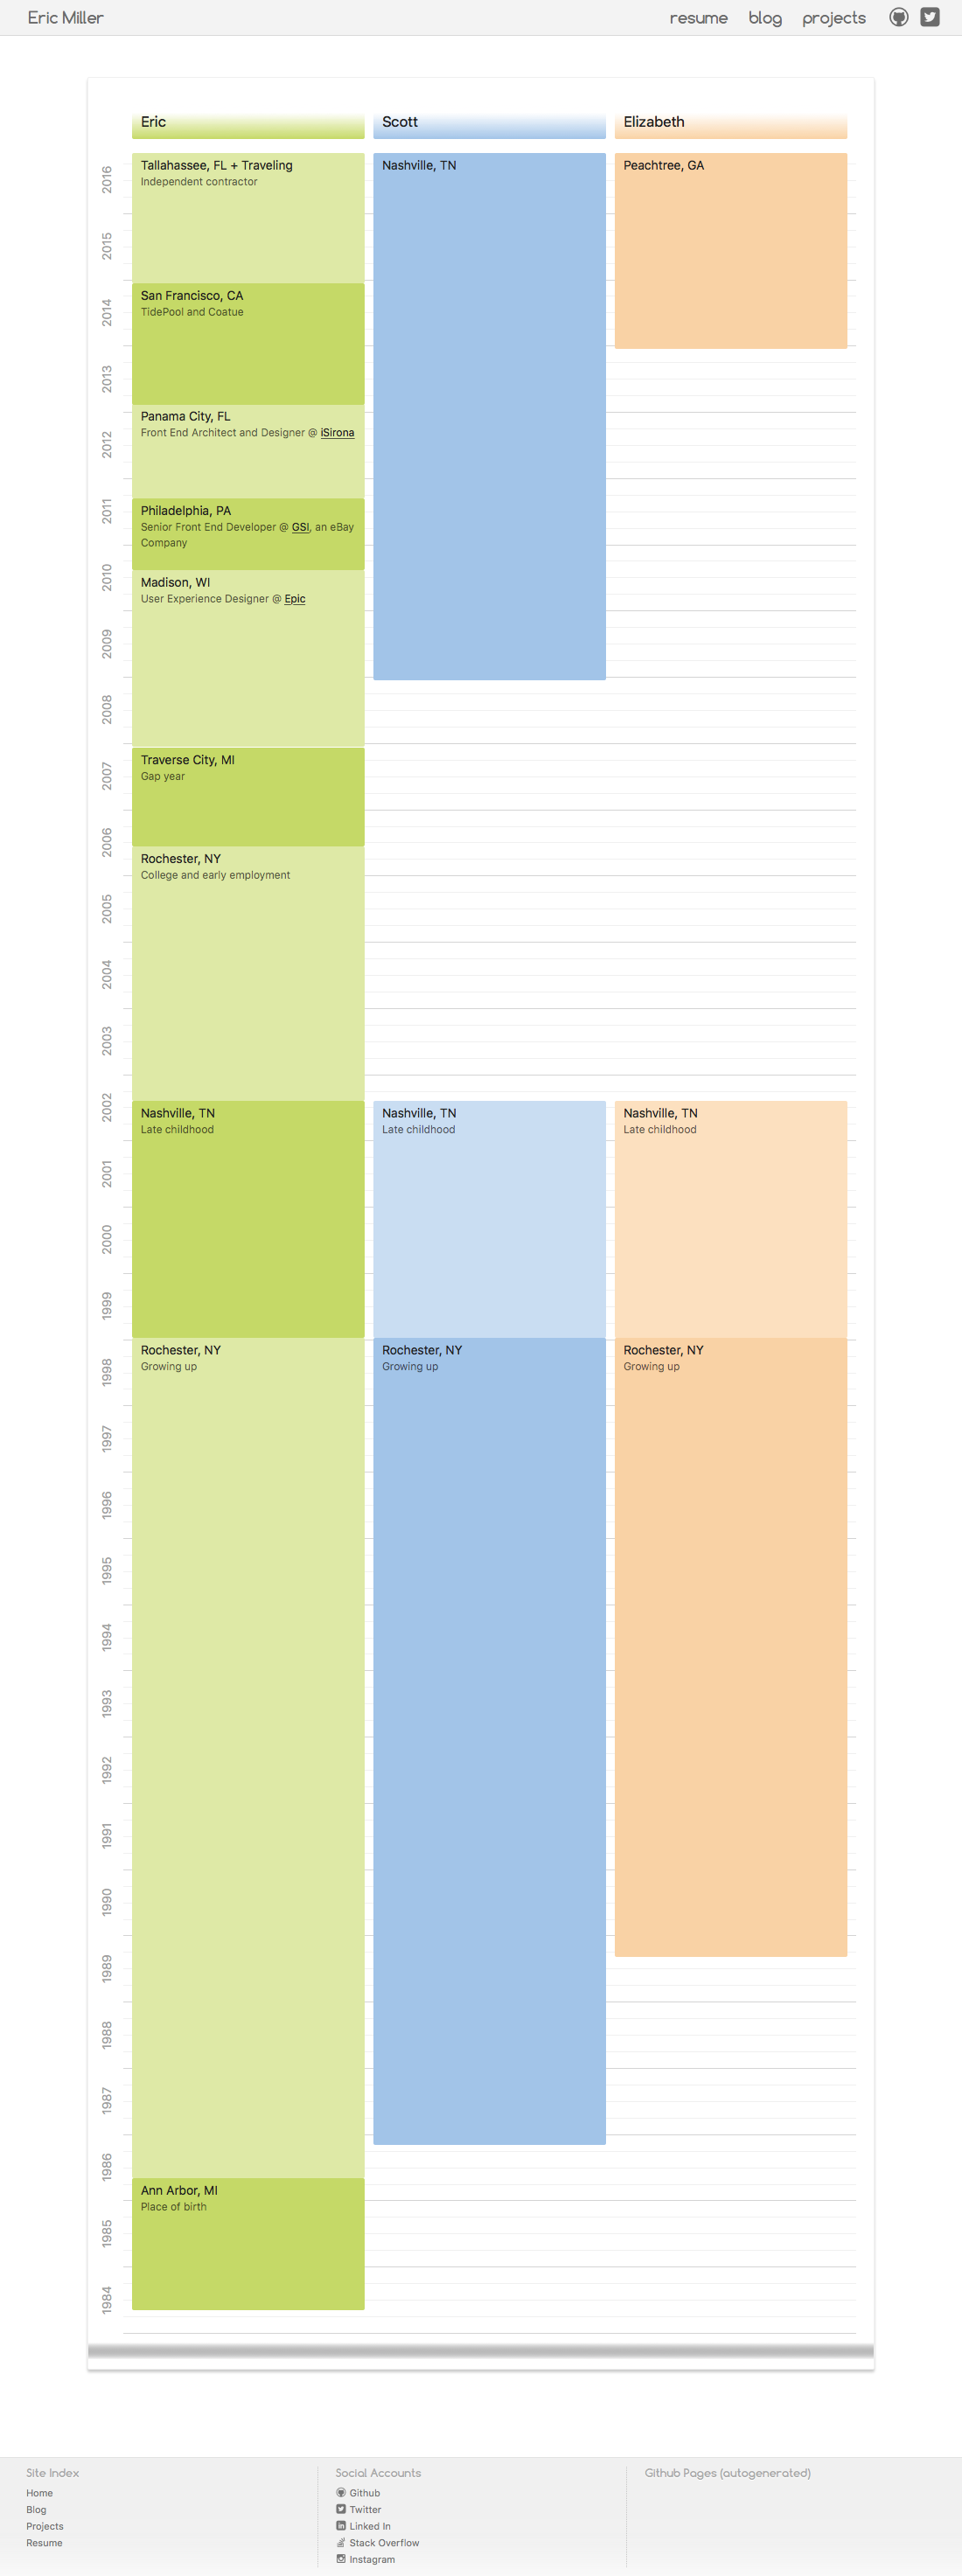 Eric Miller
resume blog projects
Eric Scott Elizabeth
2016
Tallahassee, FL + Traveling
Independent contractor
Nashville, TN
Peachtree, GA
2015
2014
San Francisco, CA
TidePool and Coatue
2013
2012
Panama City, FL
Front End Architect and Designer @ iSirona
2011
Philadelphia, PA
Senior Front End Developer @ GSI, an eBay
Company
2010
Madison, WI
User Experience Designer @ Epic
2009
2008
2007
Traverse City, MI
Gap year
2006
Rochester, NY
College and early employment
2005
2004
2003
2002
Nashville, TN
Late childhood
Nashville, TN
Late childhood
Nashville, TN
Late childhood
2001
2000
1999
1998
Rochester, NY
Growing up
Rochester, NY
Growing up
Rochester, NY
Growing up
1997
1996
1995
1994
1993
1992
1991
1990
1989
1988
1987
1986
Ann Arbor, MI
Place of birth
1985
1984
Site Index
Home
Blog
Projects
Resume
Social Accounts
Github
Twitter
Linked In
Stack Overflow
Instagram
Github Pages (autogenerated)